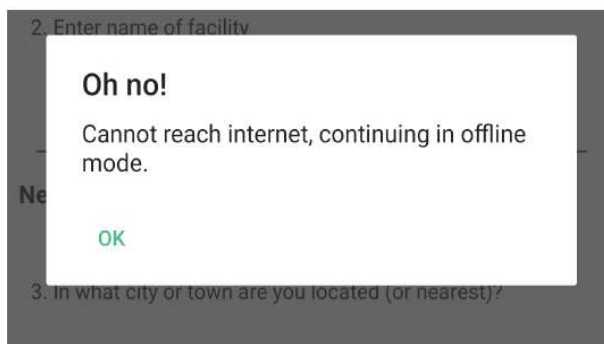 2. Enter name of facility
Oh no!
Cannot reach internet, continuing in offline
mode.
Ne
OK
3. In what city or town are you located (or nearest)?